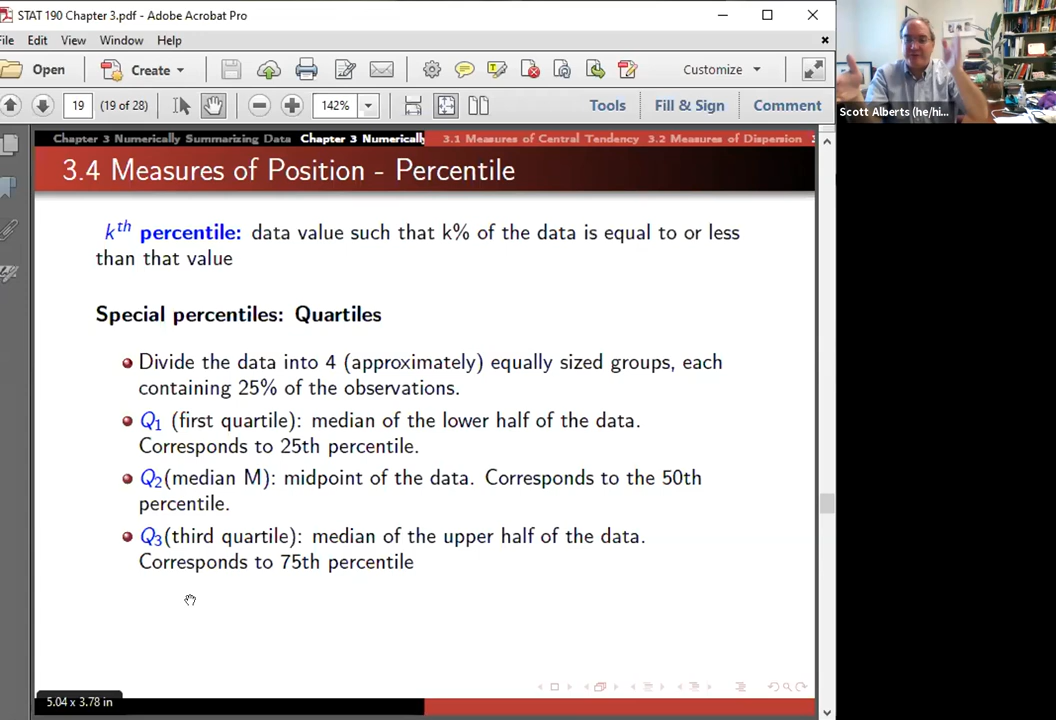 STAT 190 Chapter 3.pdf - Adobe Acrobat Pro
File Edit View Window Help
Open Create Customize
19 (19 of 28) 142% Tools Fill & Sign Comment
Scott Alberts (he/hi...
Chapter 3 Numerically Summarizing Data Chapter 3 Numerically 3.1 Measures of Central Tendency 3.2 Measures of Dispersion
3.4 Measures of Position - Percentile
kth percentile: data value such that k% of the data is equal to or less
than that value
Special percentiles: Quartiles
Divide the data into 4 (approximately) equally sized groups, each
containing 25% of the observations.
Q1 (first quartile): median of the lower half of the data.
Corresponds to 25th percentile.
Q2(median M): midpoint of the data. Corresponds to the 50th
percentile.
Q3(third quartile): median of the upper half of the data.
Corresponds to 75th percentile
5.04 x 3.78 in